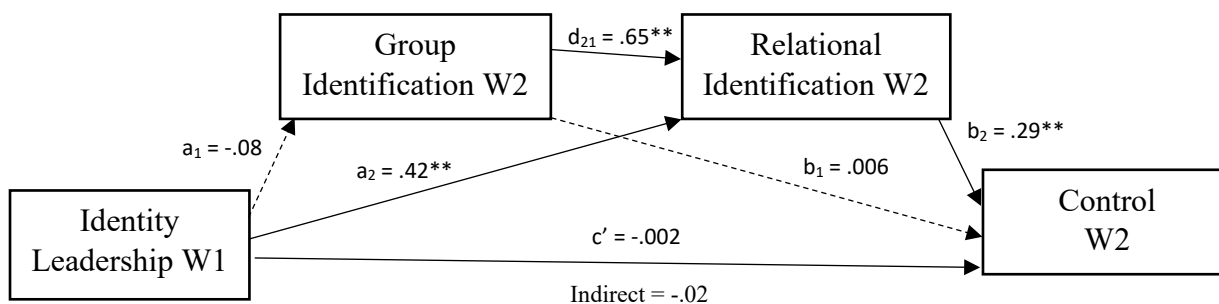 Group
Identification W2
d₂₁ = .65**
Relational
Identification W2
a₁ = -.08
a₂ = .42**
b₁ = .006
b₂ = .29**
Identity
Leadership W1
c’ = -.002
Control
W2
Indirect = -.02